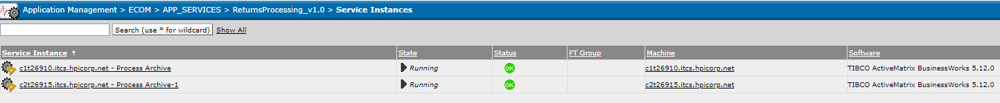 Application Management > ECOM > APP_SERVICES > ReturnsProcessing_v1.0 > Service Instances
Search (use * for wildcard) Show All
Service Instance ↑ State Status FT Group Machine Software
c1t26910.itcs.hpicorp.net - Process Archive Running OK c1t26910.itcs.hpicorp.net TIBCO ActiveMatrix BusinessWorks 5.12.0
c2t26915.itcs.hpicorp.net - Process Archive-1 Running OK c2t26915.itcs.hpicorp.net TIBCO ActiveMatrix BusinessWorks 5.12.0